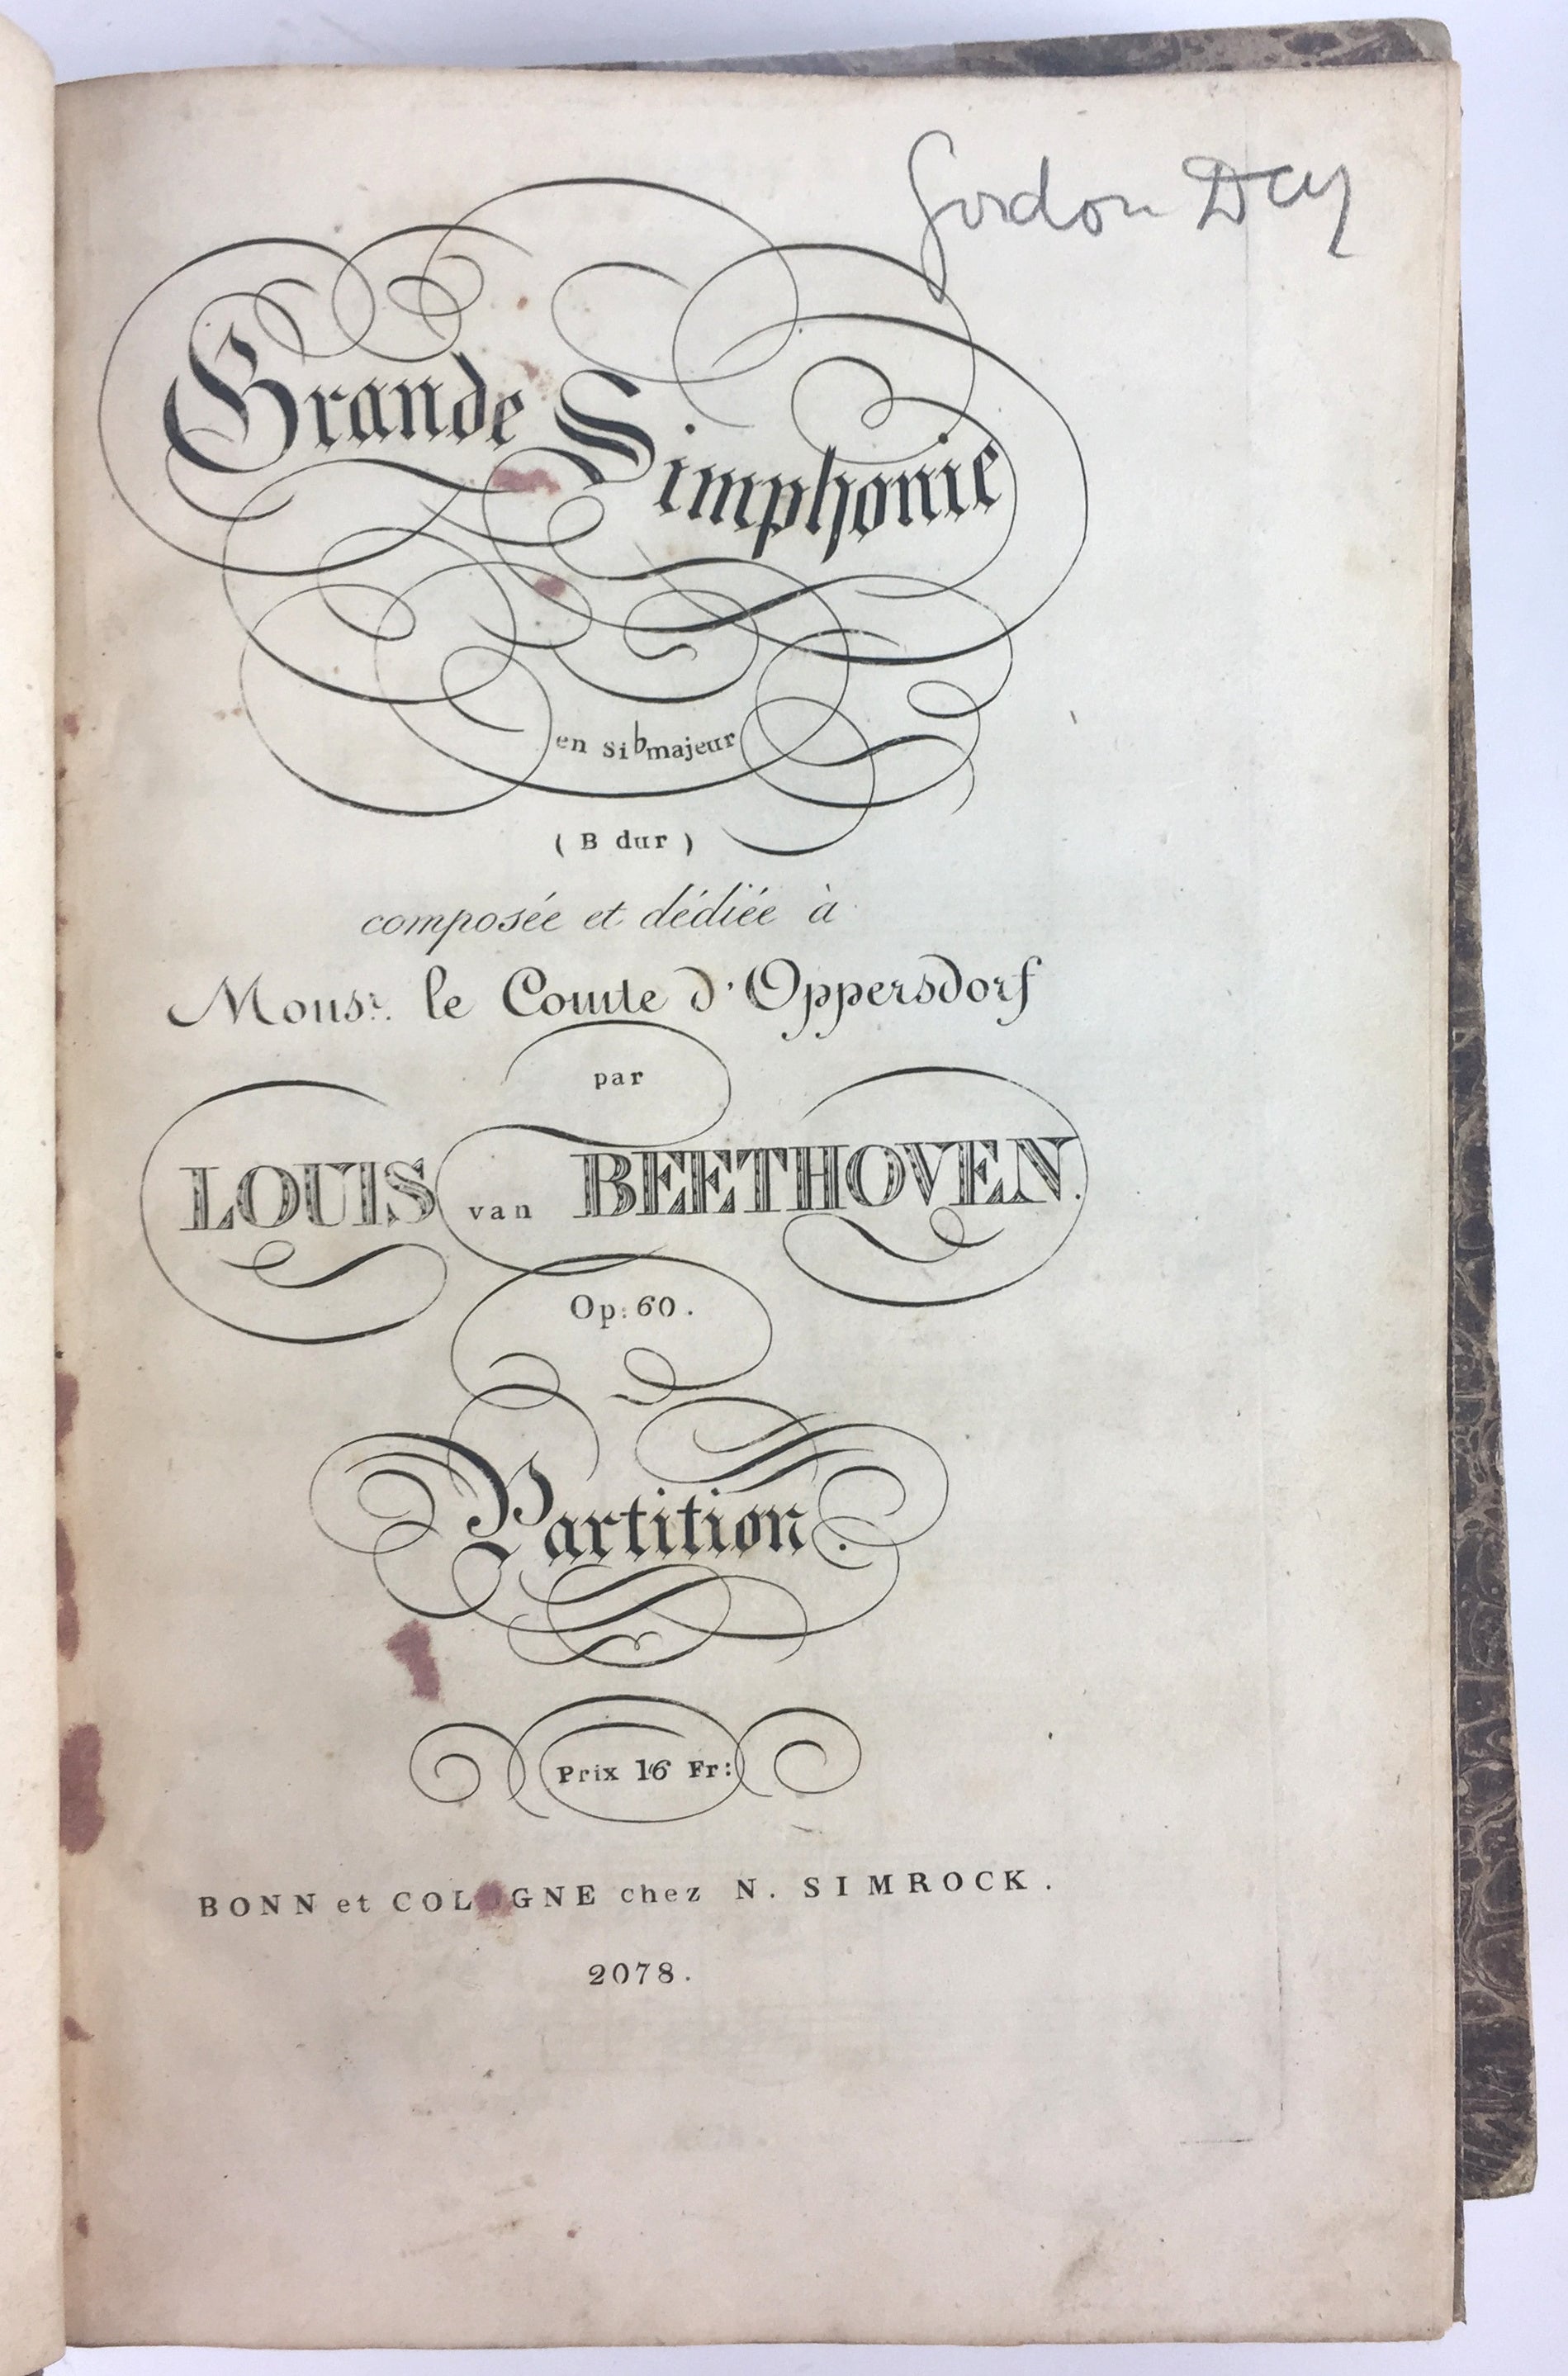 Gordon Day
Grande Simphonie
en si♭majeur
( B dur )
composée et dédiée à
Monsr. le Comte d'Oppersdorf
par
LOUIS van BEETHOVEN.
Op: 60.
Partition.
Prix 16 Fr:
BONN et COLOGNE chez N. SIMROCK.
2078.